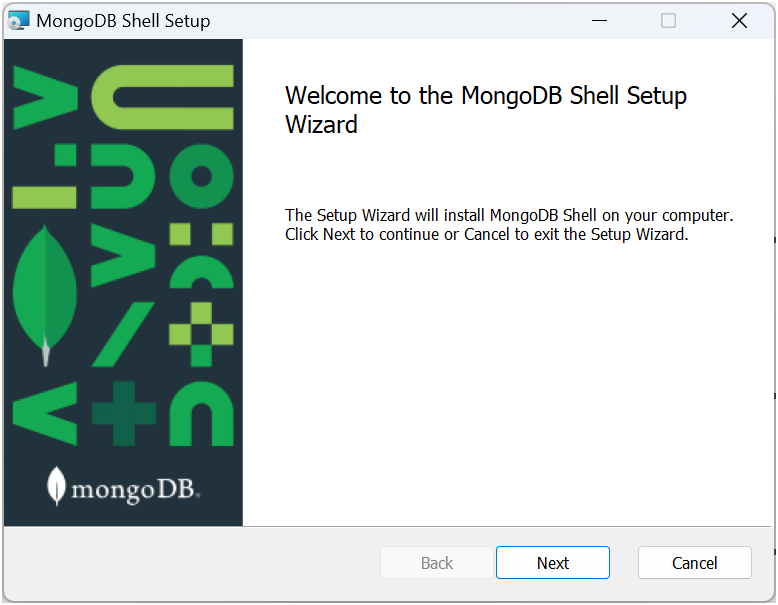 MongoDB Shell Setup
Welcome to the MongoDB Shell Setup
Wizard
The Setup Wizard will install MongoDB Shell on your computer.
Click Next to continue or Cancel to exit the Setup Wizard.
mongoDB.
Back
Next
Cancel